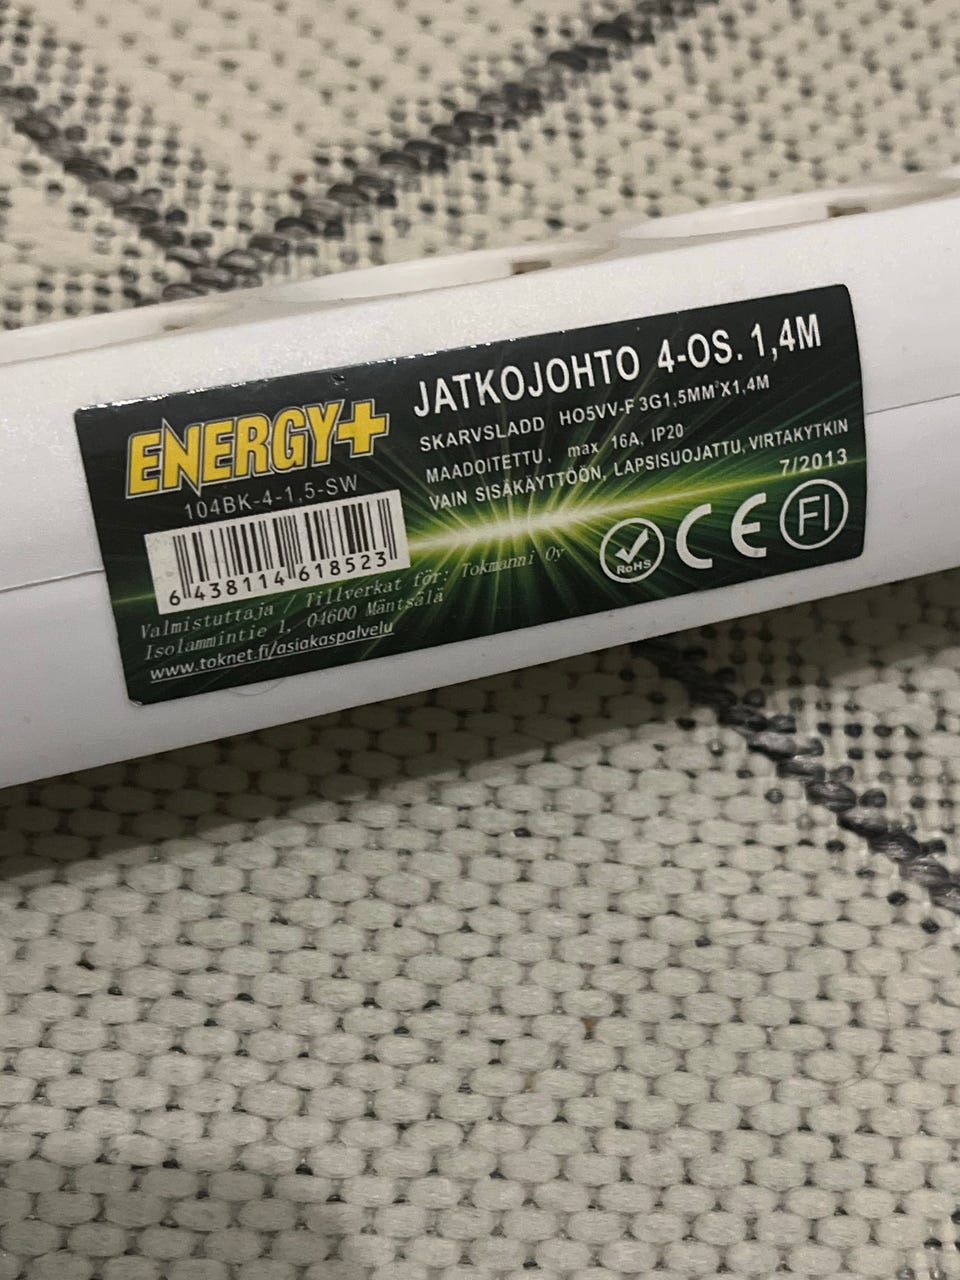 ENERGY+
104BK-4-1,5-SW
6 438114 618523
Valmistuttaja / Tillverkat för: Tokmanni Oy
Isolammintie 1, 04600 Mäntsälä
www.toknet.fi/asiakaspalvelu
JATKOJOHTO 4-OS. 1,4M
SKARVSLADD HO5VV-F 3G1,5MM²X1,4M
MAADOITETTU, max 16A, IP20
VAIN SISÄKÄYTTÖÖN, LAPSISUOJATTU, VIRTAKYTKIN
7/2013
RoHS CE FI